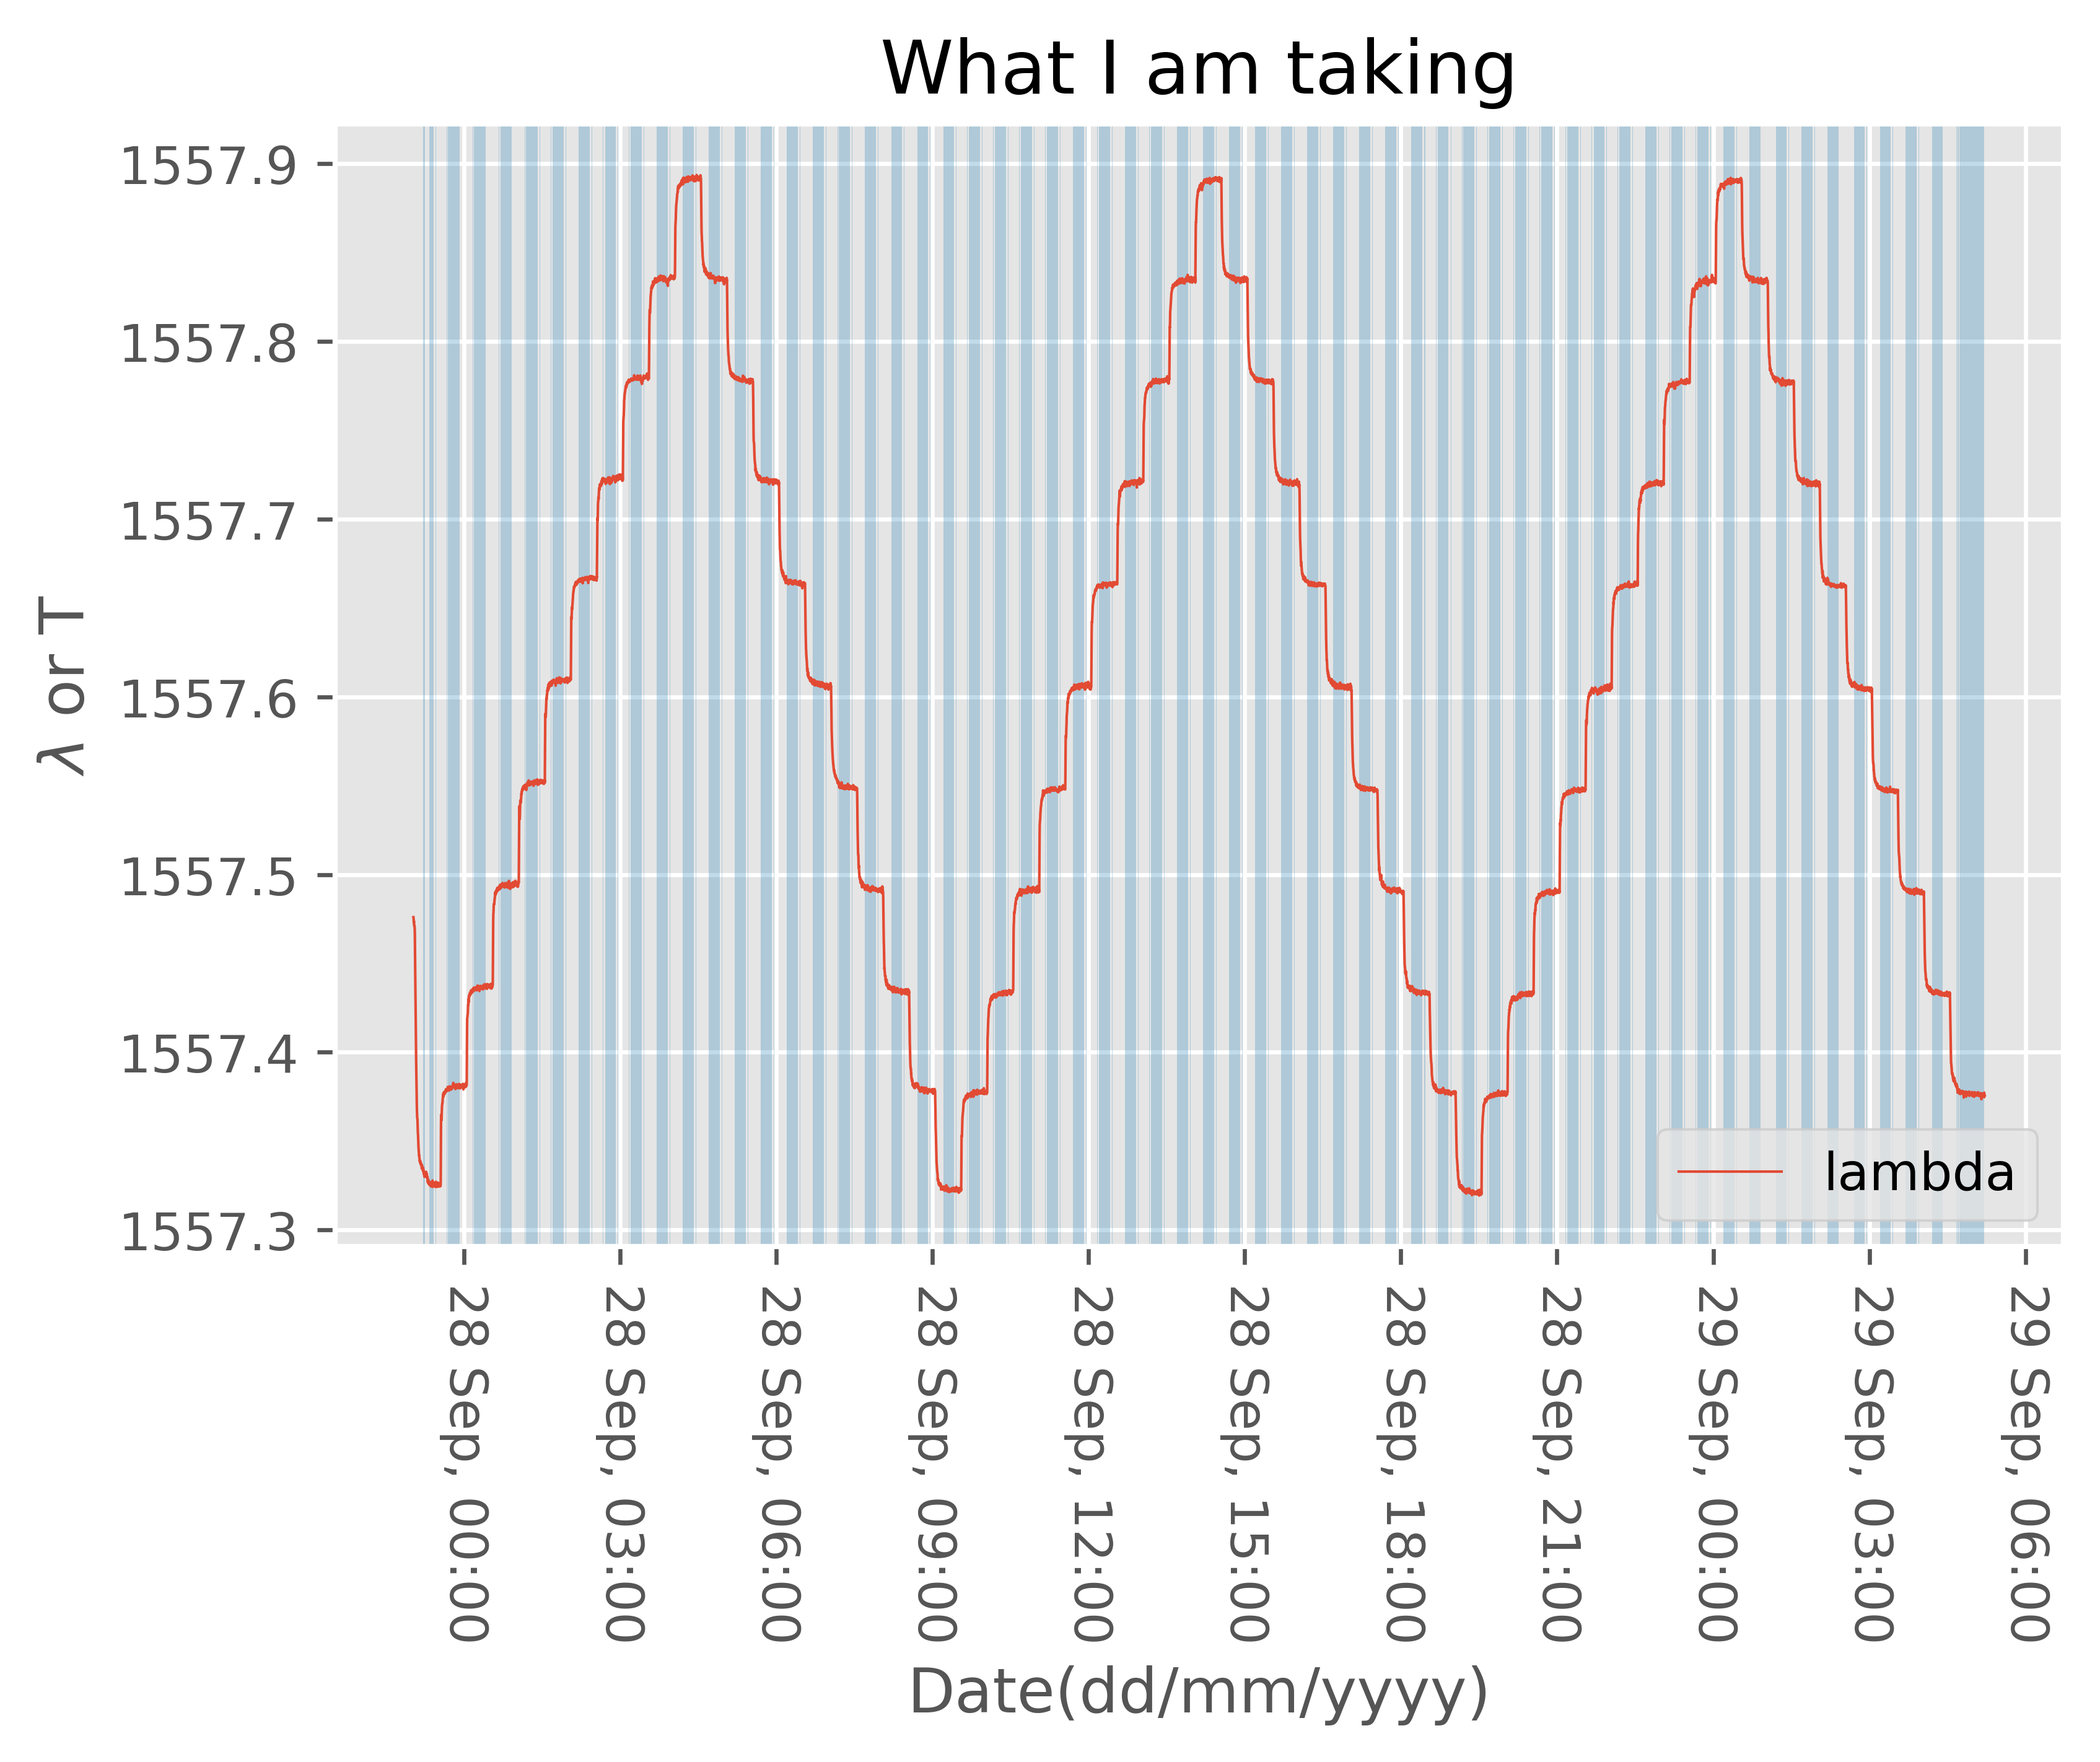 What I am taking
1557.9
1557.8
1557.7
1557.6
1557.5
1557.4
1557.3
λ or T
lambda
28 Sep, 00:00
28 Sep, 03:00
28 Sep, 06:00
28 Sep, 09:00
28 Sep, 12:00
28 Sep, 15:00
28 Sep, 18:00
28 Sep, 21:00
29 Sep, 00:00
29 Sep, 03:00
29 Sep, 06:00
Date(dd/mm/yyyy)